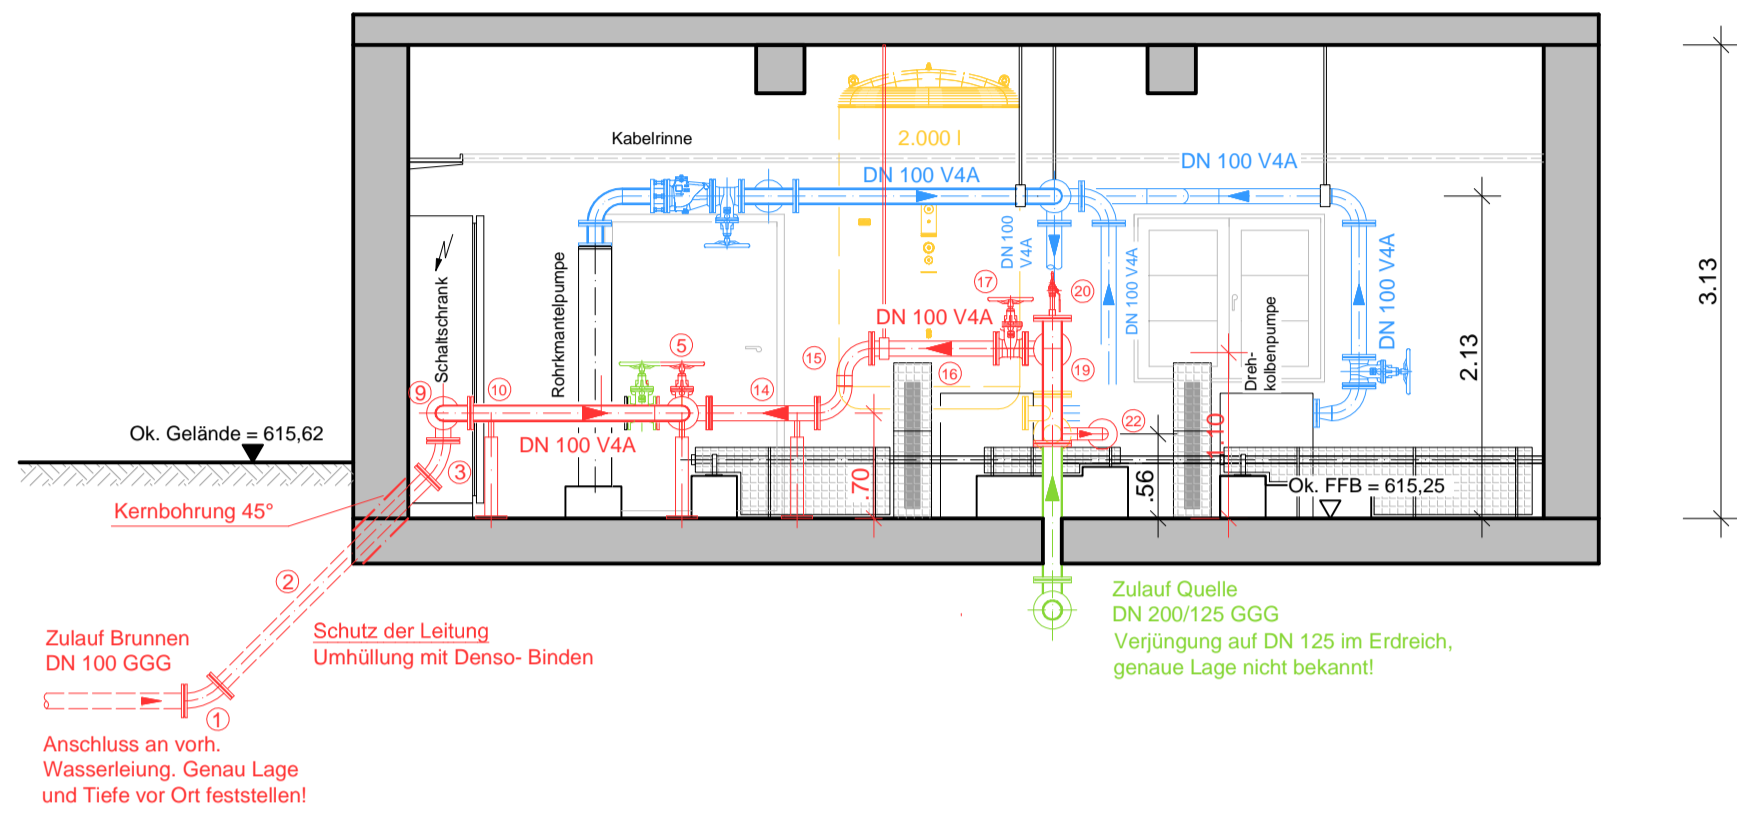 Kabelrinne
2.000 l
DN 100 V4A
DN 100 V4A
3.13
Schaltschrank
Rohrkmantelpumpe
DN 100
V4A
DN 100 V4A
DN 100 V4A
17
20
DN 100 V4A
5
15
16
19
Dreh-
kolbenpumpe
2.13
9
10
14
22
Ok. Gelände = 615,62
DN 100 V4A
3
.70
.56
1.10
Ok. FFB = 615,25
Kernbohrung 45°
2
Zulauf Quelle
DN 200/125 GGG
Verjüngung auf DN 125 im Erdreich,
genaue Lage nicht bekannt!
Zulauf Brunnen
DN 100 GGG
Schutz der Leitung
Umhüllung mit Denso- Binden
1
Anschluss an vorh.
Wasserleiung. Genau Lage
und Tiefe vor Ort feststellen!